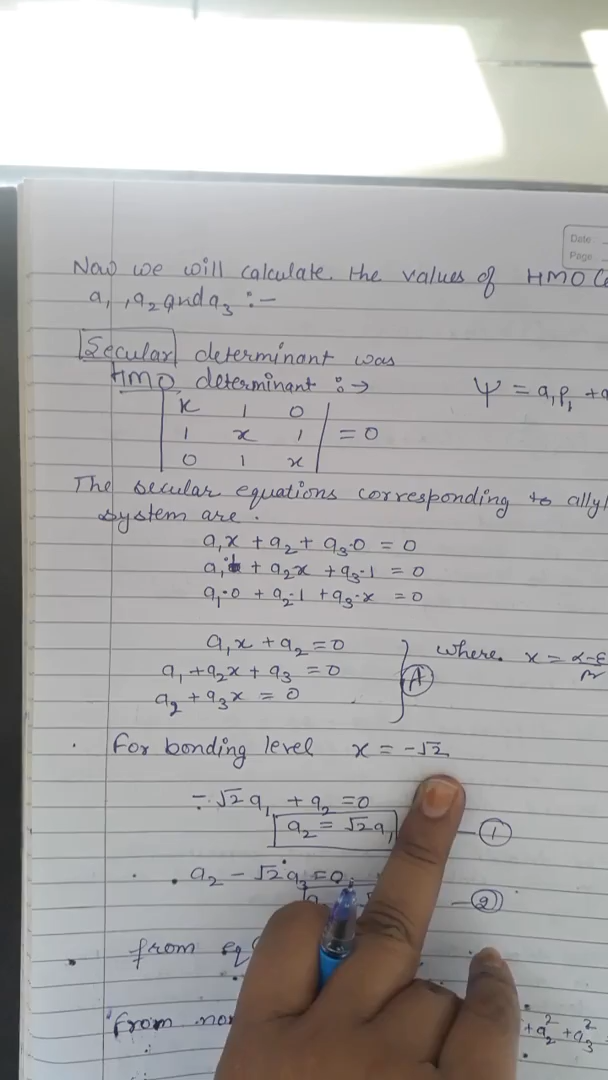 Date
Page
Now we will calculate the values of HMO
a₁, a₂ and a₃ :-
Secular determinant was
HMO determinant :→
ψ = a₁p₁ +
| x 1 0 |
| 1 x 1 | = 0
| 0 1 x |
The secular equations corresponding to allyl
system are.
a₁x + a₂ + a₃·0 = 0
a₁·1 + a₂x + a₃·1 = 0
a₁·0 + a₂·1 + a₃·x = 0
a₁x + a₂ = 0
a₁ + a₂x + a₃ = 0
a₂ + a₃x = 0
} A
where x = α-E/β
For bonding level x = -√2
-√2 a₁ + a₂ = 0
a₂ = √2 a₁ — ①
a₂ - √2 a₃ = 0
— ②
from eq
from nor
+ a₂² + a₃²